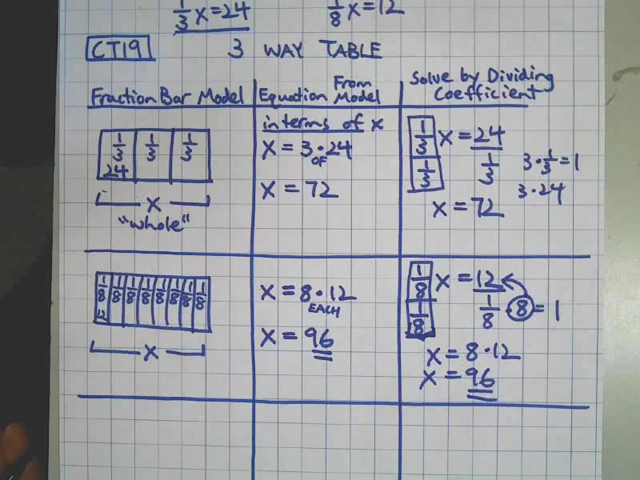 1/3 x = 24
1/8 x = 12
CT19
3 WAY TABLE
Fraction Bar Model
Equation From Model
in terms of x
Solve by Dividing Coefficient
1/3 1/3 1/3
24
x
"whole"
x = 3 · 24
OF
x = 72
1/3 x = 24
1/3 1/3
3 · 1/3 = 1
3 · 24
x = 72
1/8 1/8 1/8 1/8 1/8 1/8 1/8 1/8
12
x
x = 8 · 12
EACH
x = 96
1/8 x = 12
1/8 1/8 · 8 = 1
x = 8 · 12
x = 96